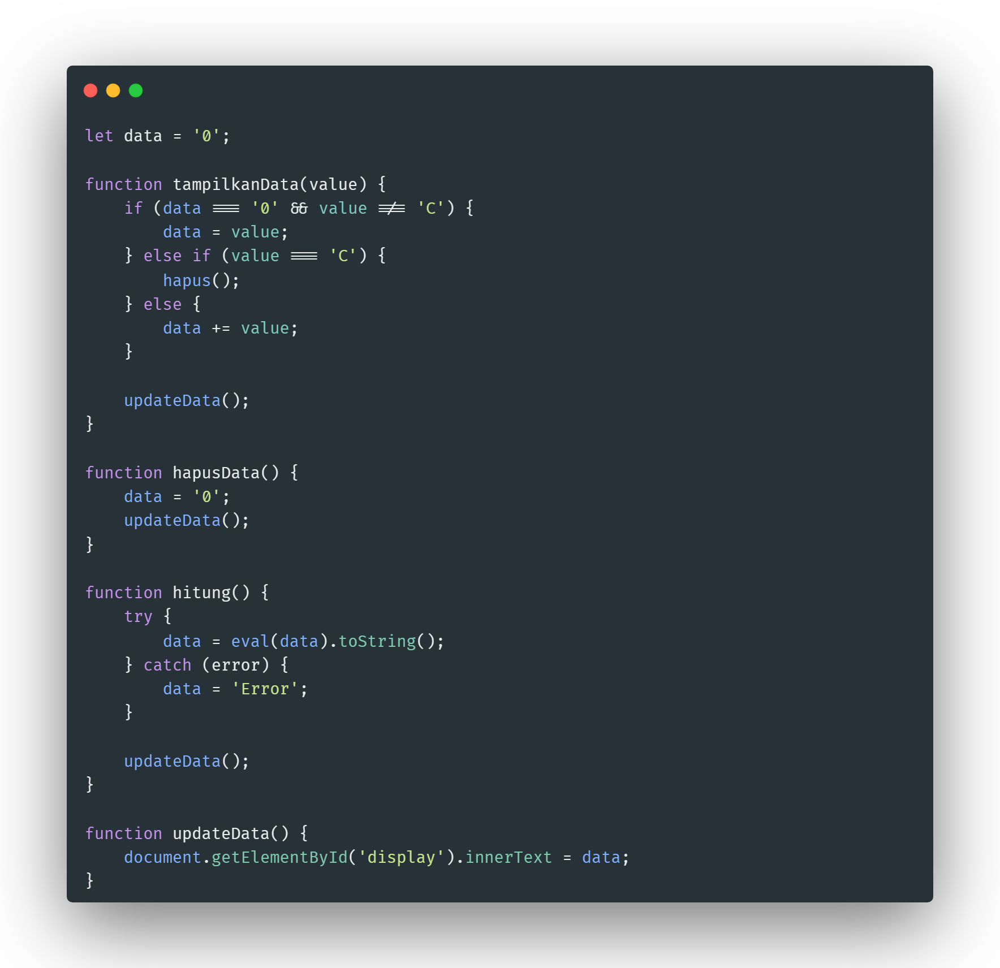 let data = '0';

function tampilkanData(value) {
    if (data === '0' && value !== 'C') {
        data = value;
    } else if (value === 'C') {
        hapus();
    } else {
        data += value;
    }

    updateData();
}

function hapusData() {
    data = '0';
    updateData();
}

function hitung() {
    try {
        data = eval(data).toString();
    } catch (error) {
        data = 'Error';
    }

    updateData();
}

function updateData() {
    document.getElementById('display').innerText = data;
}